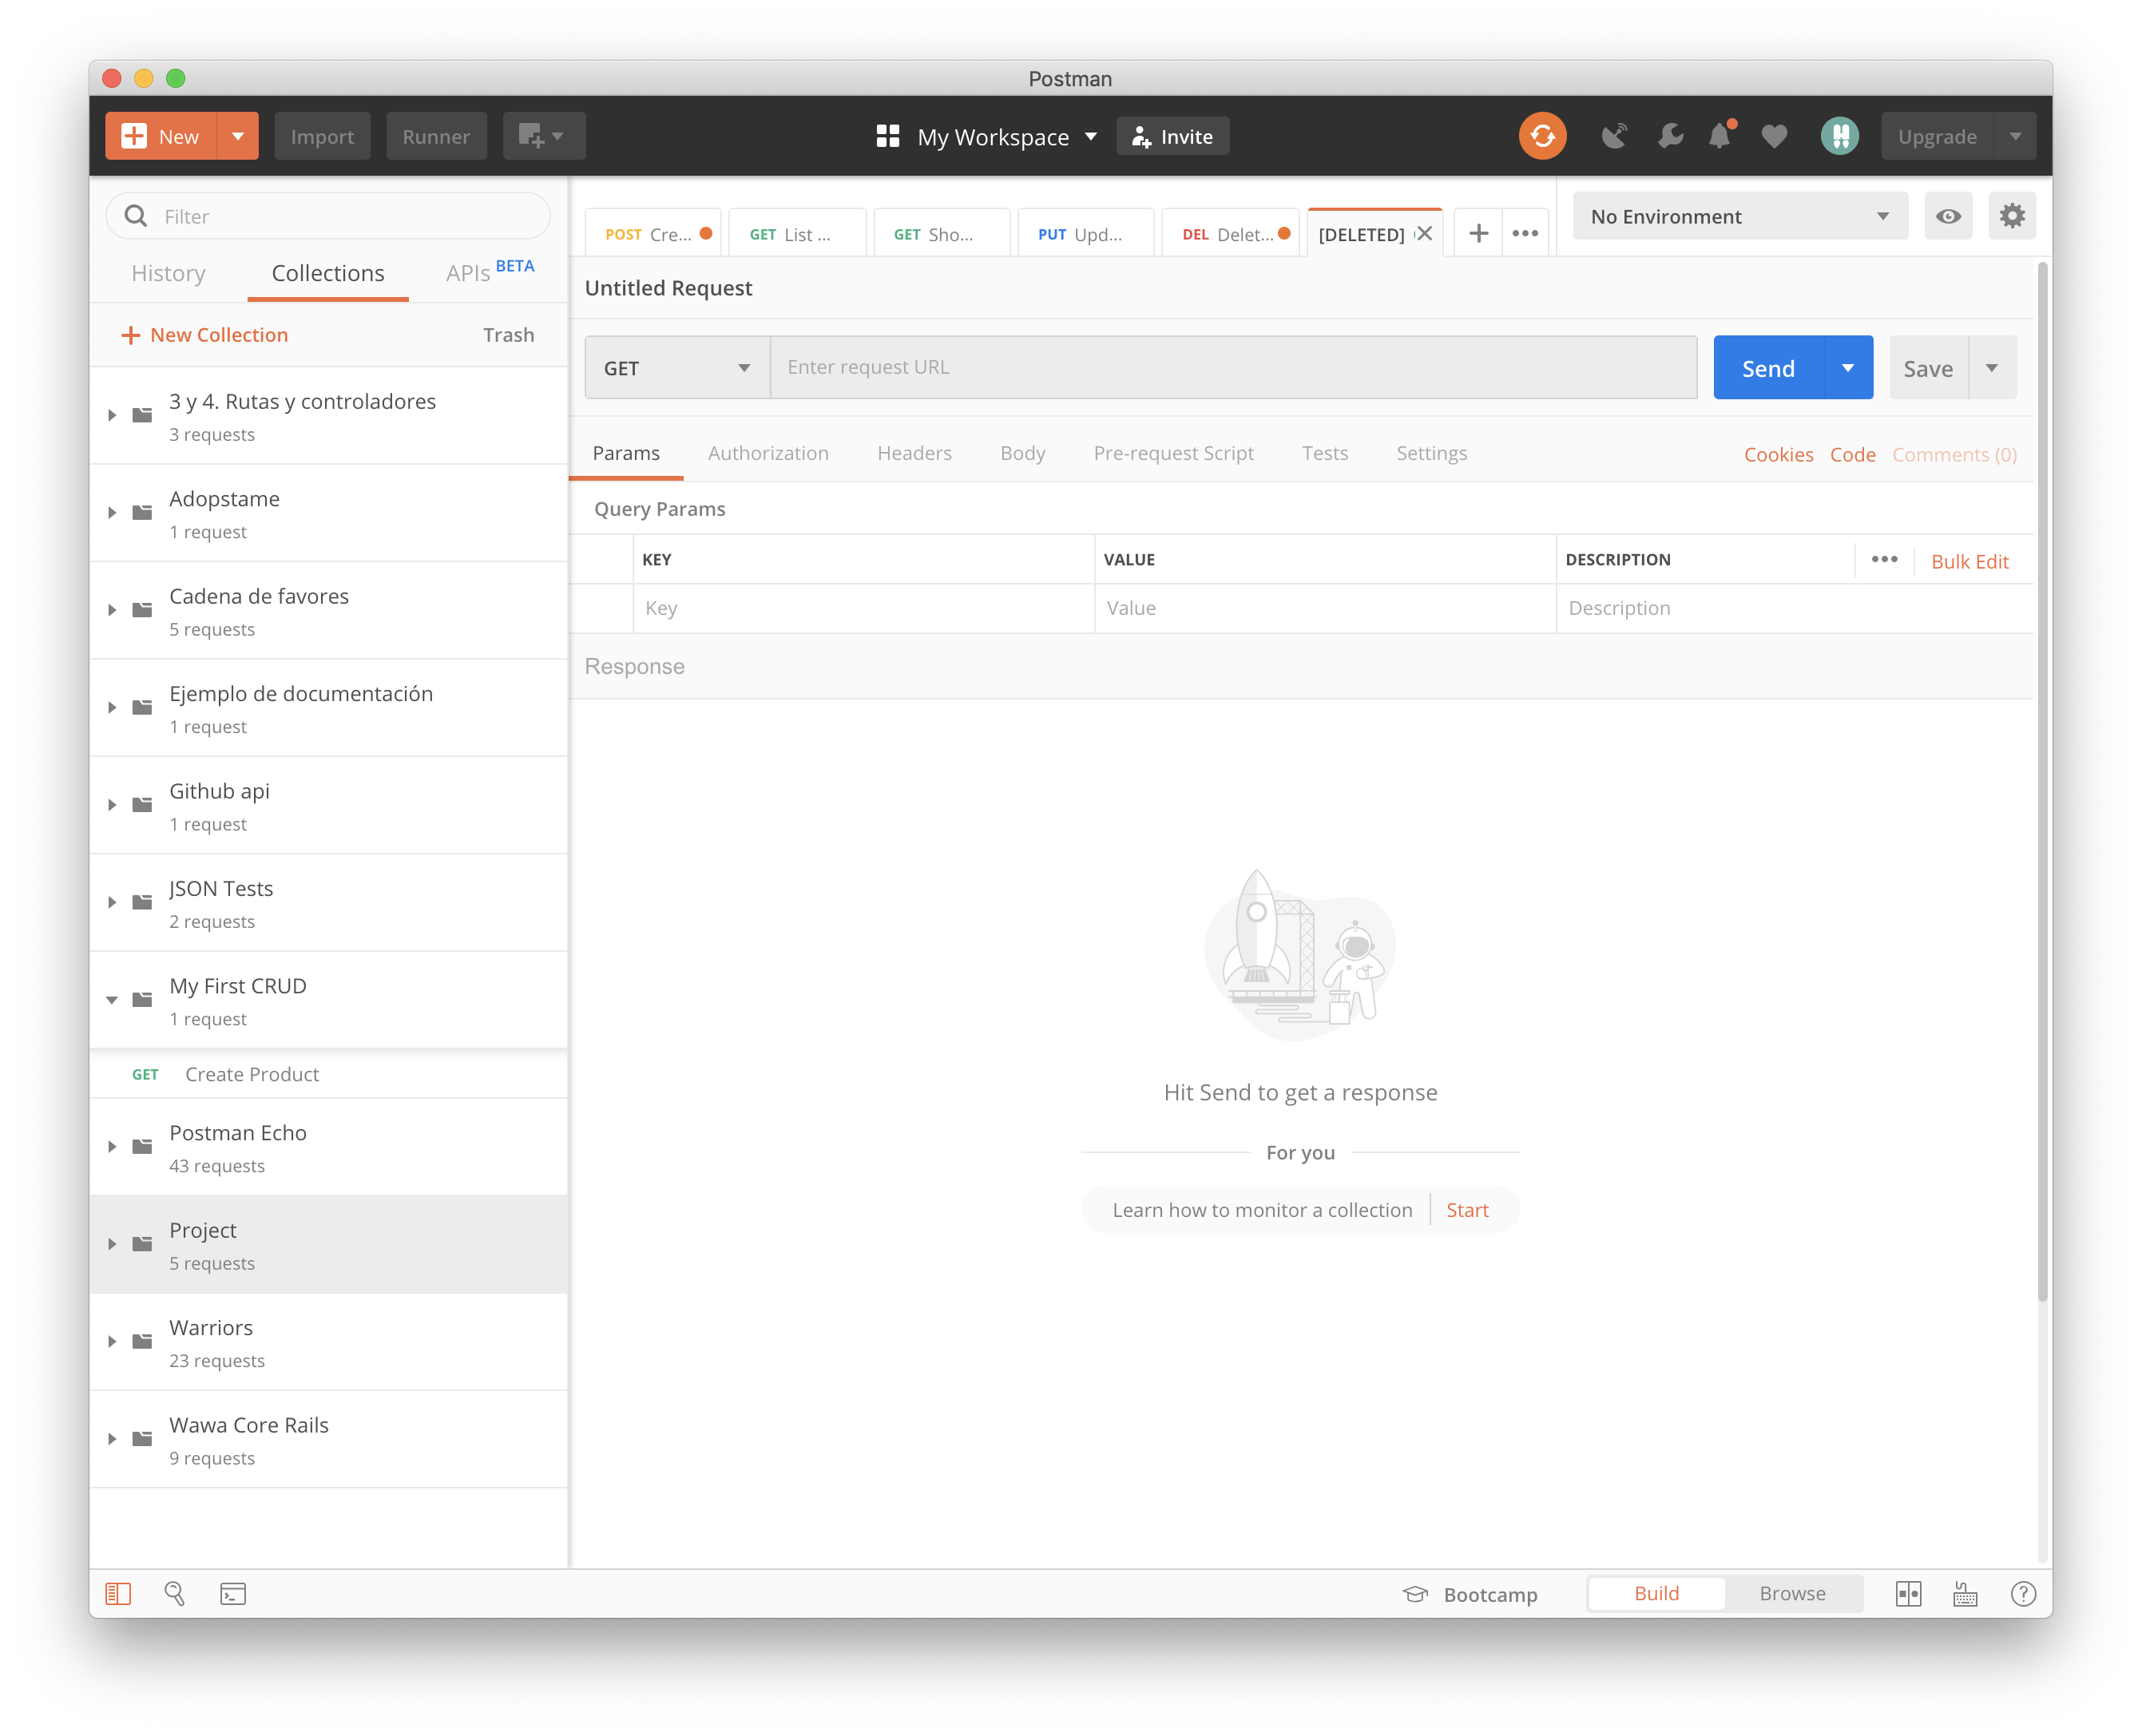 Postman
New Import Runner My Workspace Invite Upgrade
Filter
History Collections APIs BETA
New Collection Trash
3 y 4. Rutas y controladores
3 requests
Adopstame
1 request
Cadena de favores
5 requests
Ejemplo de documentación
1 request
Github api
1 request
JSON Tests
2 requests
My First CRUD
1 request
GET Create Product
Postman Echo
43 requests
Project
5 requests
Warriors
23 requests
Wawa Core Rails
9 requests
POST Cre... GET List ... GET Sho... PUT Upd... DEL Delet... [DELETED] No Environment
Untitled Request
GET Enter request URL Send Save
Params Authorization Headers Body Pre-request Script Tests Settings Cookies Code Comments (0)
Query Params
KEY VALUE DESCRIPTION Bulk Edit
Key Value Description
Response
Hit Send to get a response
For you
Learn how to monitor a collection Start
Bootcamp Build Browse